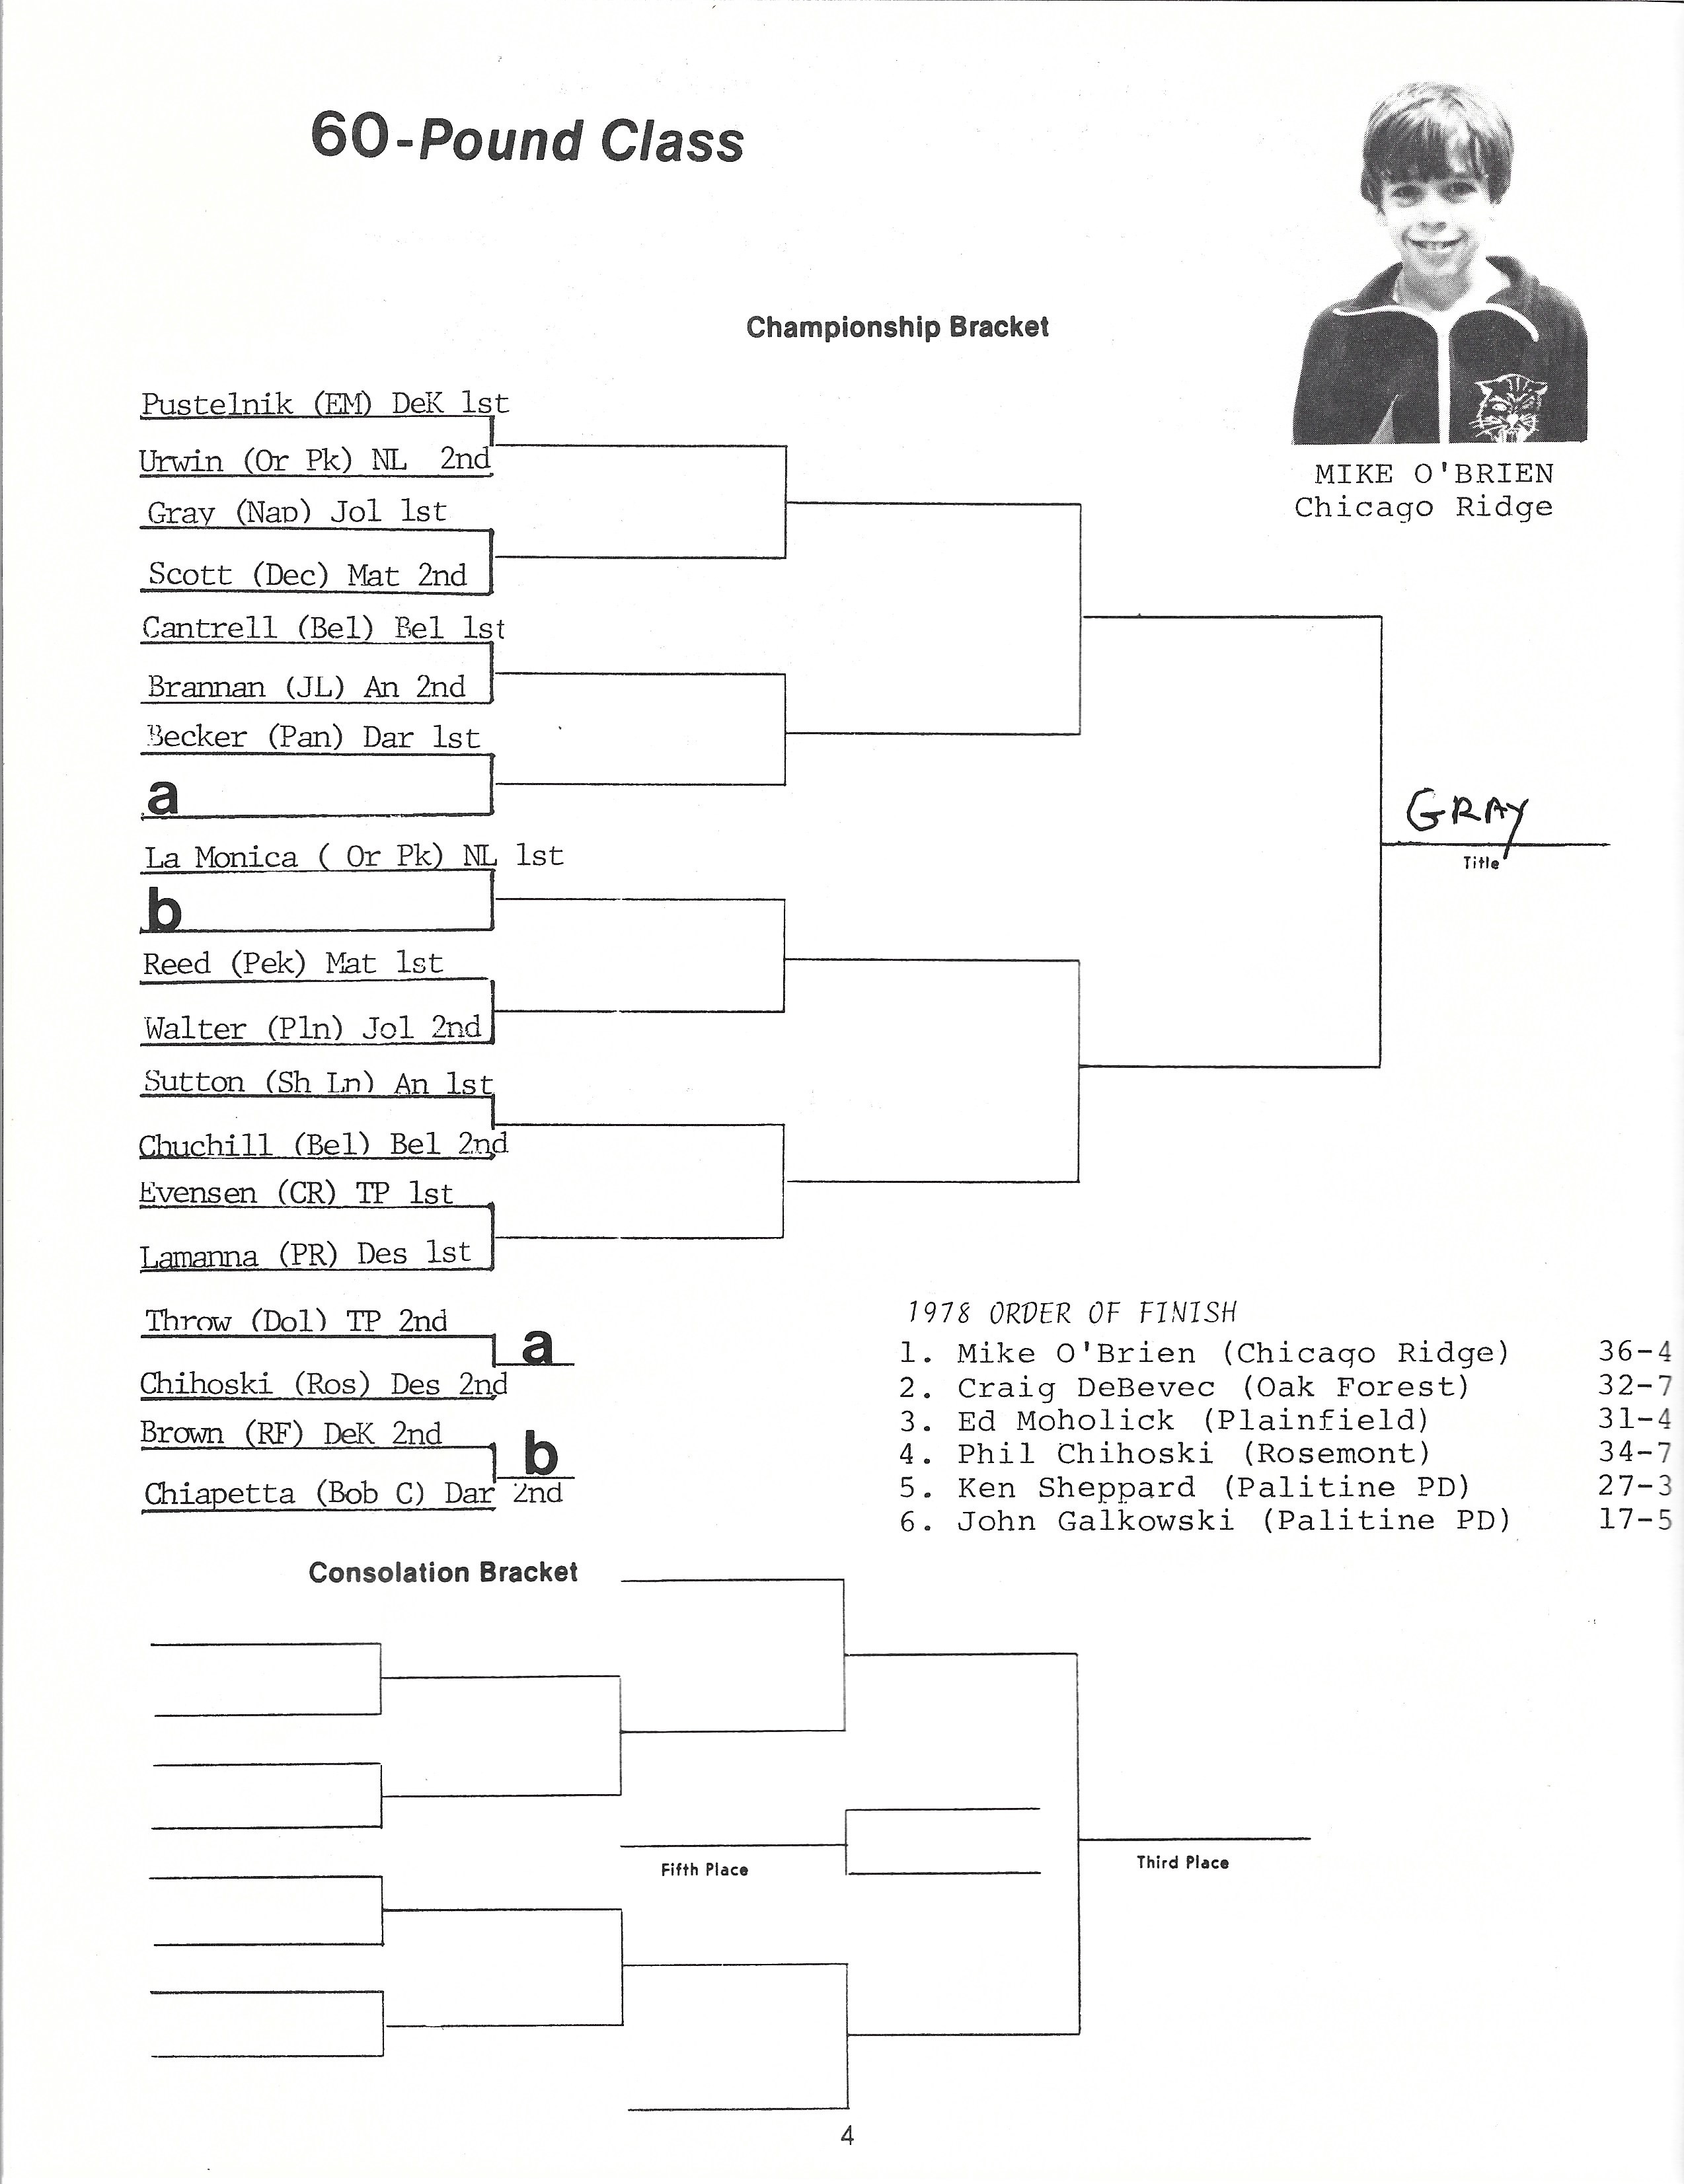 60-Pound Class
MIKE O'BRIEN
Chicago Ridge
Championship Bracket
Pustelnik (EM) DeK 1st
Urwin (Or Pk) NL 2nd
Gray (Nap) Jol 1st
Scott (Dec) Mat 2nd
Cantrell (Bel) Bel 1st
Brannan (JL) An 2nd
Becker (Pan) Dar 1st
a
La Monica ( Or Pk) NL 1st
b
Reed (Pek) Mat 1st
Walter (Pln) Jol 2nd
Sutton (Sh Ln) An 1st
Chuchill (Bel) Bel 2nd
Evensen (CR) TP 1st
Lamanna (PR) Des 1st
GRAY
Title
Throw (Dol) TP 2nd
a
Chihoski (Ros) Des 2nd
Brown (RF) DeK 2nd
b
Chiapetta (Bob C) Dar 2nd
1978 ORDER OF FINISH
1. Mike O'Brien (Chicago Ridge) 36-4
2. Craig DeBevec (Oak Forest) 32-7
3. Ed Moholick (Plainfield) 31-4
4. Phil Chihoski (Rosemont) 34-7
5. Ken Sheppard (Palitine PD) 27-3
6. John Galkowski (Palitine PD) 17-5
Consolation Bracket
Fifth Place
Third Place
4